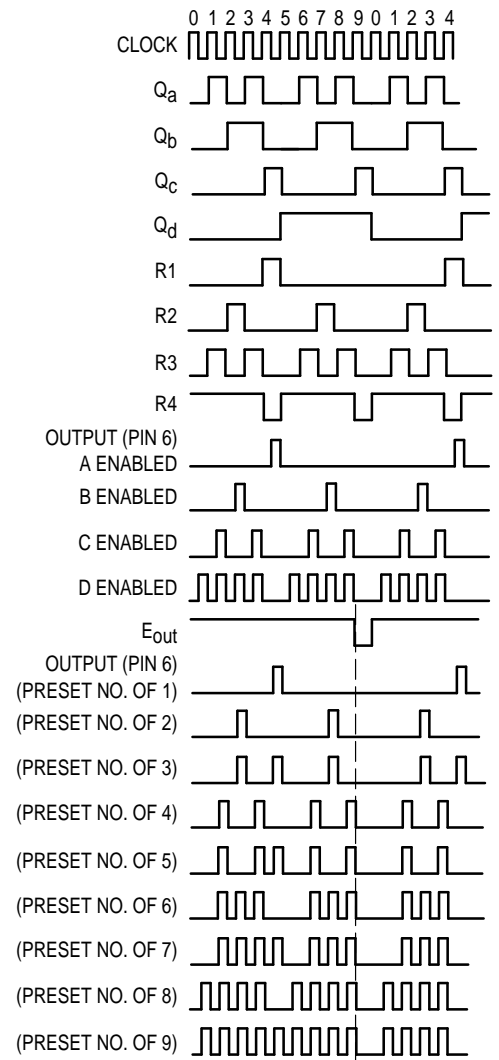 0 1 2 3 4 5 6 7 8 9 0 1 2 3 4
CLOCK
Qa
Qb
Qc
Qd
R1
R2
R3
R4
OUTPUT (PIN 6)
A ENABLED
B ENABLED
C ENABLED
D ENABLED
Eout
OUTPUT (PIN 6)
(PRESET NO. OF 1)
(PRESET NO. OF 2)
(PRESET NO. OF 3)
(PRESET NO. OF 4)
(PRESET NO. OF 5)
(PRESET NO. OF 6)
(PRESET NO. OF 7)
(PRESET NO. OF 8)
(PRESET NO. OF 9)